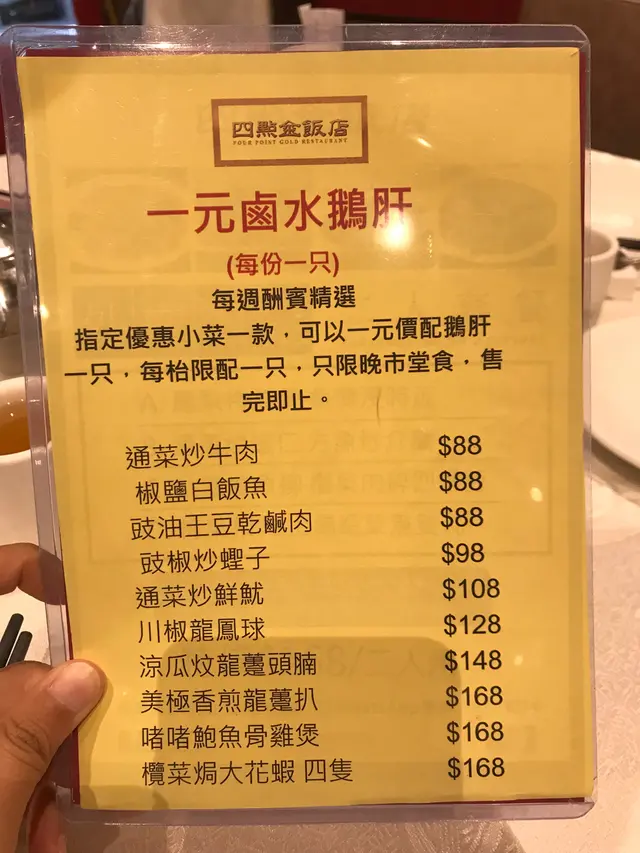 四點金飯店
FOUR POINT GOLD RESTAURANT
一元鹵水鵝肝
(每份一只)
每週酬賓精選
指定優惠小菜一款，可以一元價配鵝肝
一只，每枱限配一只，只限晚市堂食，售
完即止。
通菜炒牛肉 $88
椒鹽白飯魚 $88
豉油王豆乾鹹肉 $88
豉椒炒蟶子 $98
通菜炒鮮魷 $108
川椒龍鳳球 $128
涼瓜炆龍躉頭腩 $148
美極香煎龍躉扒 $168
啫啫鮑魚骨雞煲 $168
欖菜焗大花蝦 四隻 $168